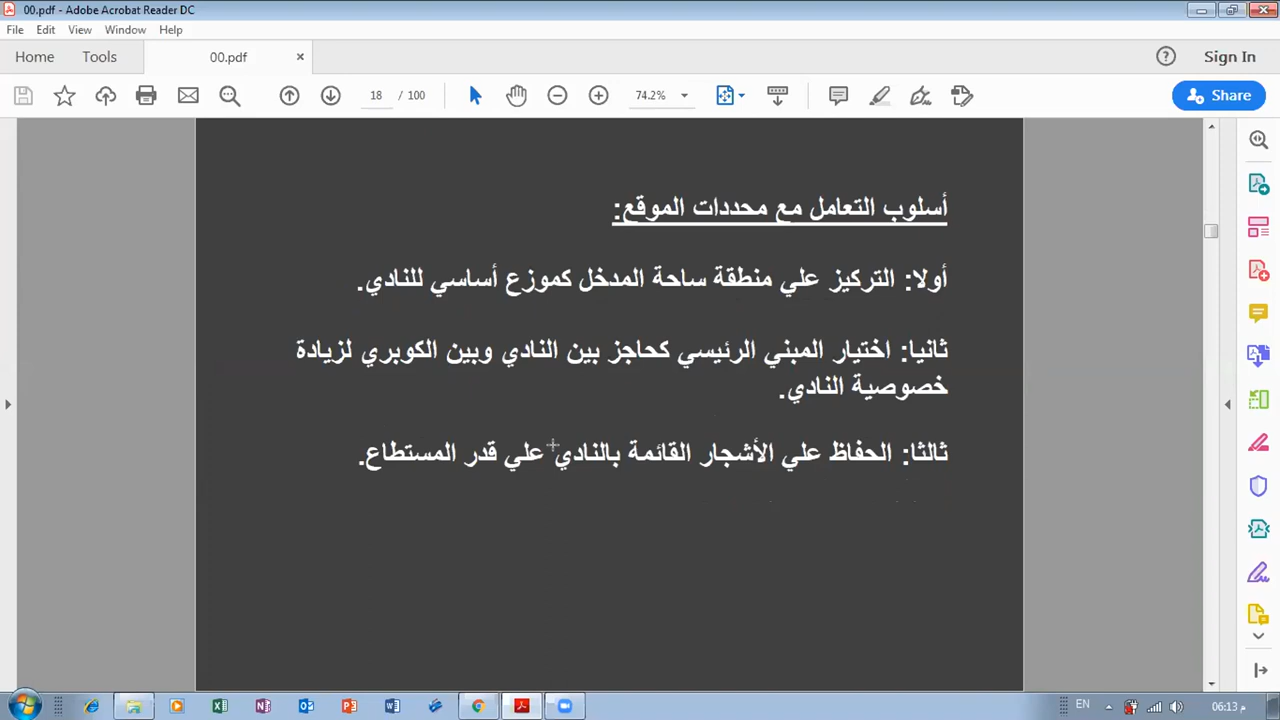 00.pdf - Adobe Acrobat Reader DC
File Edit View Window Help
Home Tools 00.pdf × Sign In
18 / 100 74.2% Share
أسلوب التعامل مع محددات الموقع:
أولا: التركيز علي منطقة ساحة المدخل كموزع أساسي للنادي.
ثانيا: اختيار المبني الرئيسي كحاجز بين النادي وبين الكوبري لزيادة
خصوصية النادي.
ثالثا: الحفاظ علي الأشجار القائمة بالنادي علي قدر المستطاع.
EN 06:13 م